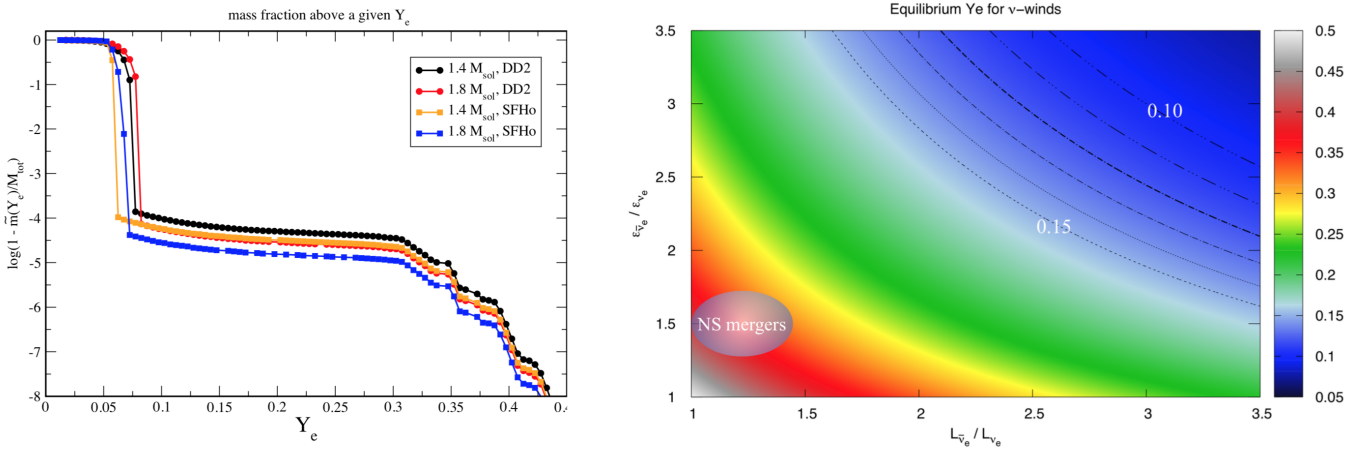 mass fraction above a given Y_e
0
-1
-2
-3
-4
-5
-6
-7
-8
log(1 - m̃(Y_e)/M_tot)
1.4 M_sol, DD2
1.8 M_sol, DD2
1.4 M_sol, SFHo
1.8 M_sol, SFHo
0 0.05 0.1 0.15 0.2 0.25 0.3 0.35 0.4
Y_e
Equilibrium Ye for ν-winds
3.5
3
2.5
2
1.5
1
ε_ν̄_e / ε_ν_e
0.10
0.15
NS mergers
1 1.5 2 2.5 3 3.5
L_ν̄_e / L_ν_e
0.5
0.45
0.4
0.35
0.3
0.25
0.2
0.15
0.1
0.05